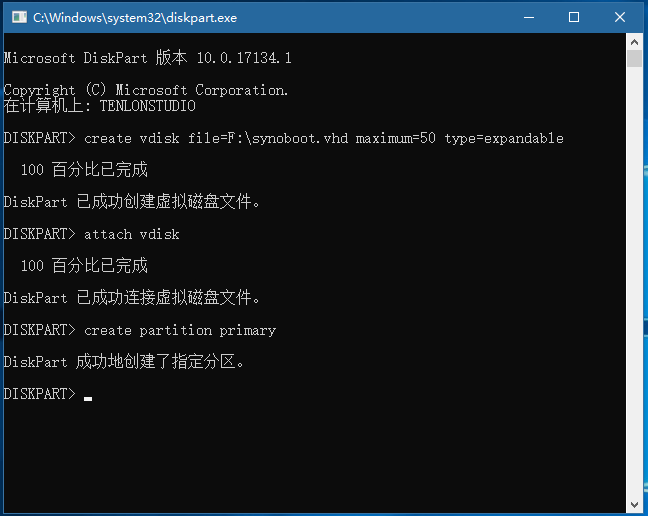 C:\Windows\system32\diskpart.exe
Microsoft DiskPart 版本 10.0.17134.1
Copyright (C) Microsoft Corporation.
在计算机上: TENLONSTUDIO
DISKPART> create vdisk file=F:\synoboot.vhd maximum=50 type=expandable
100 百分比已完成
DiskPart 已成功创建虚拟磁盘文件。
DISKPART> attach vdisk
100 百分比已完成
DiskPart 已成功连接虚拟磁盘文件。
DISKPART> create partition primary
DiskPart 成功地创建了指定分区。
DISKPART>